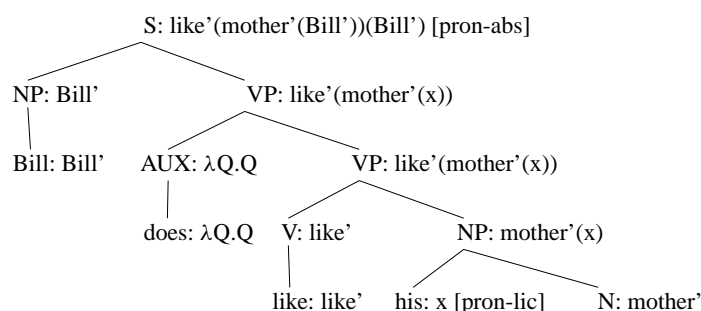 S: like’(mother’(Bill’))(Bill’) [pron-abs]
NP: Bill’ VP: like’(mother’(x))
Bill: Bill’ AUX: λQ.Q VP: like’(mother’(x))
does: λQ.Q V: like’ NP: mother’(x)
like: like’ his: x [pron-lic] N: mother’